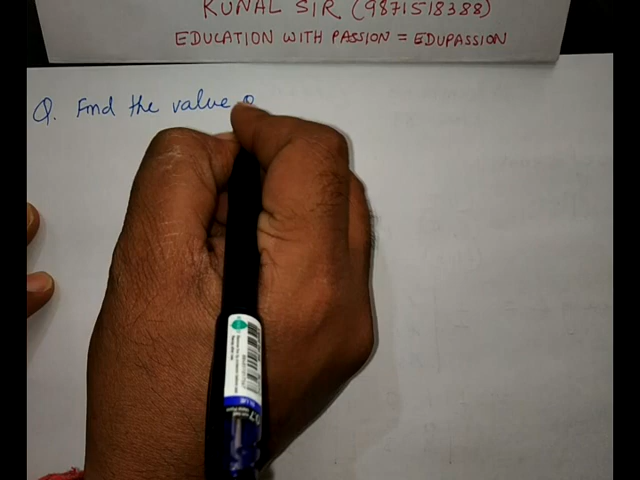 KUNAL SIR (9871518388)
EDUCATION WITH PASSION = EDUPASSION
Q. Find the value o